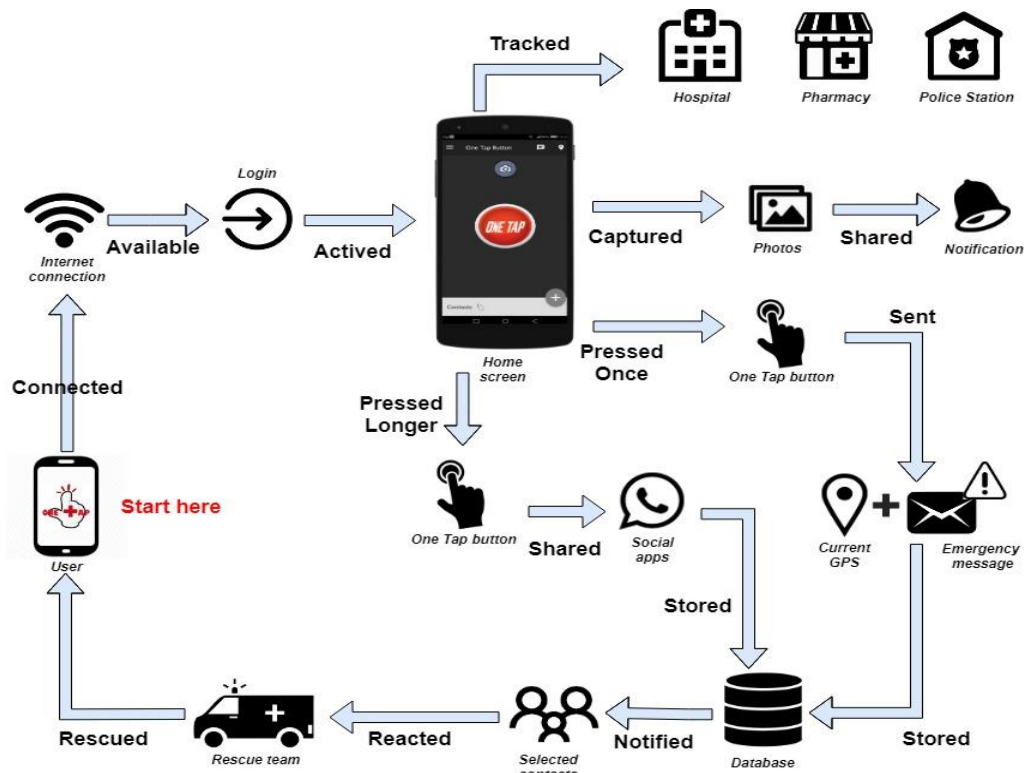 Tracked
Hospital
Pharmacy
Police Station
One Tap Button
Login
ONE TAP
Available
Actived
Internet
connection
Captured
Photos
Shared
Notification
Contacts
Home
screen
Pressed
Once
One Tap button
Sent
Connected
Pressed
Longer
Start here
User
One Tap button
Shared
Social
apps
Current
GPS
Emergency
message
Stored
Rescued
Rescue team
Reacted
Selected
contacts
Notified
Database
Stored